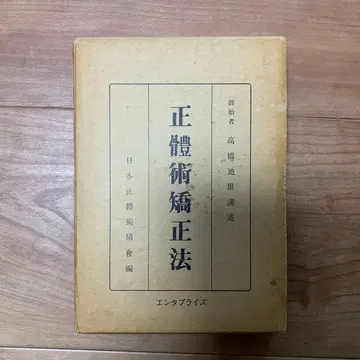 創始者 高橋迪雄講述
正體術矯正法
日本正體術協會編
エンタプライズ